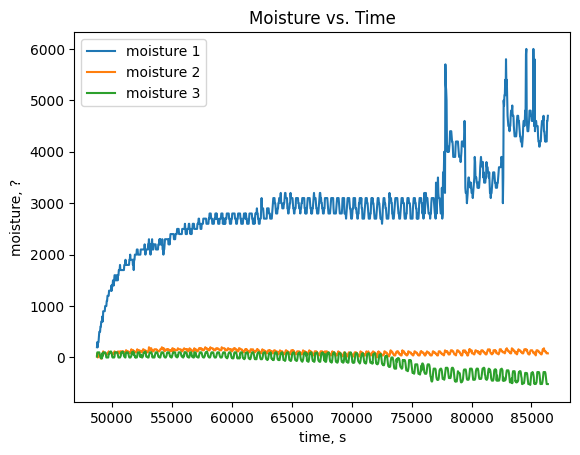 Moisture vs. Time
moisture 1
moisture 2
moisture 3
moisture, ?
6000
5000
4000
3000
2000
1000
0
50000 55000 60000 65000 70000 75000 80000 85000
time, s